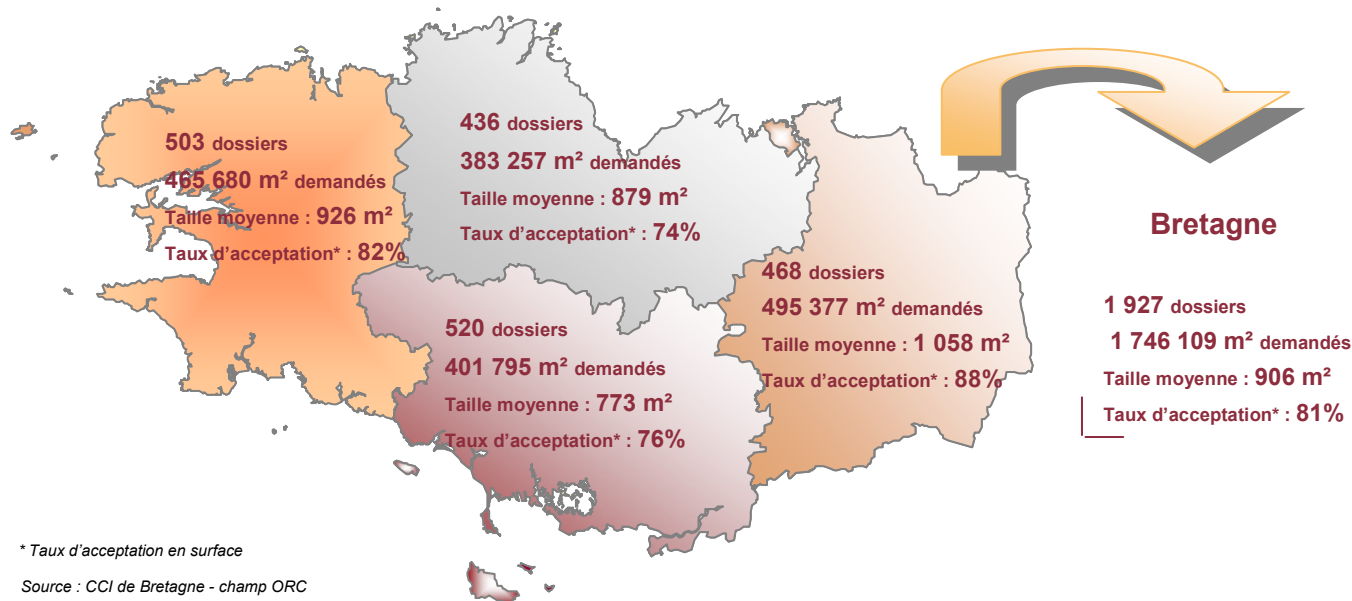 503 dossiers
465 680 m² demandés
Taille moyenne : 926 m²
Taux d'acceptation* : 82%
436 dossiers
383 257 m² demandés
Taille moyenne : 879 m²
Taux d'acceptation* : 74%
520 dossiers
401 795 m² demandés
Taille moyenne : 773 m²
Taux d'acceptation* : 76%
468 dossiers
495 377 m² demandés
Taille moyenne : 1 058 m²
Taux d'acceptation* : 88%
Bretagne
1 927 dossiers
1 746 109 m² demandés
Taille moyenne : 906 m²
Taux d'acceptation* : 81%
* Taux d'acceptation en surface
Source : CCI de Bretagne - champ ORC